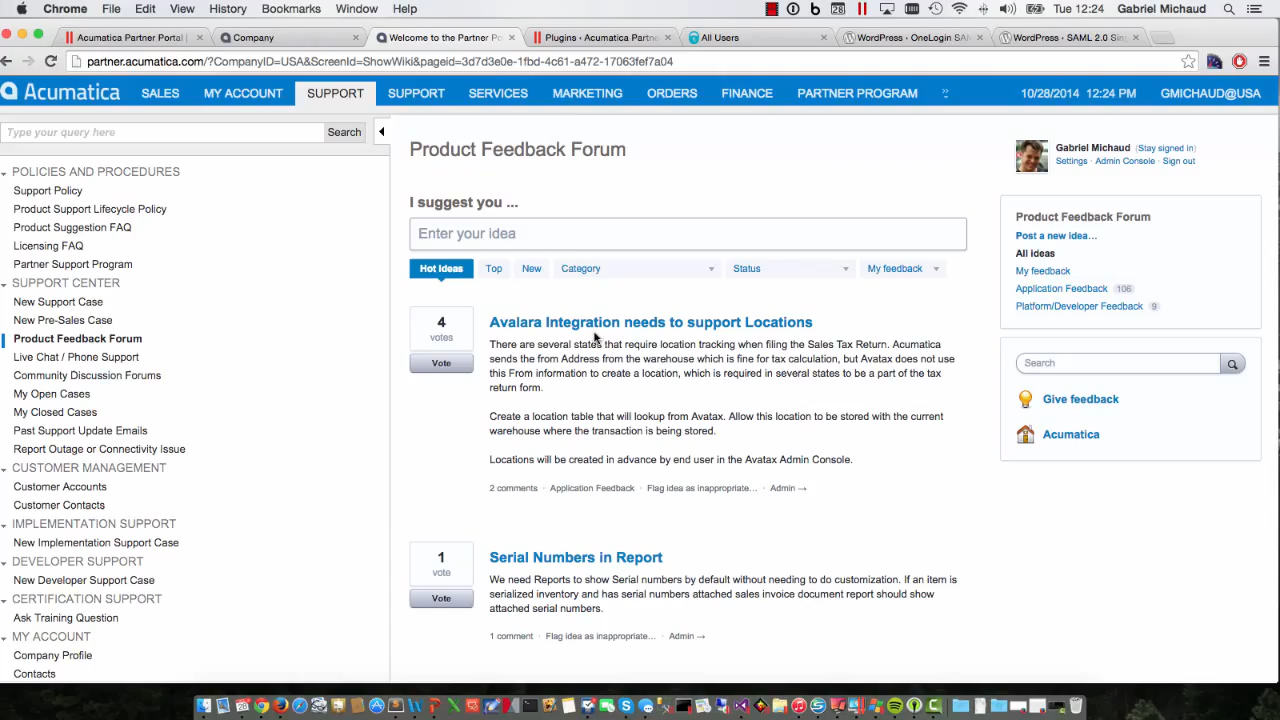 Chrome File Edit View History Bookmarks Window Help
28
Tue 12:24 Gabriel Michaud
Acumatica Partner Portal |
Company
Welcome to the Partner Po
Plugins ‹ Acumatica Partne
All Users
WordPress · OneLogin SAM
WordPress › SAML 2.0 Sin
partner.acumatica.com/?CompanyID=USA&ScreenId=ShowWiki&pageid=3d7d3e0e-1fbd-4c61-a472-17063fef7a04
Acumatica SALES MY ACCOUNT SUPPORT SUPPORT SERVICES MARKETING ORDERS FINANCE PARTNER PROGRAM 10/28/2014 12:24 PM GMICHAUD@USA
Type your query here Search
POLICIES AND PROCEDURES
Support Policy
Product Support Lifecycle Policy
Product Suggestion FAQ
Licensing FAQ
Partner Support Program
SUPPORT CENTER
New Support Case
New Pre-Sales Case
Product Feedback Forum
Live Chat / Phone Support
Community Discussion Forums
My Open Cases
My Closed Cases
Past Support Update Emails
Report Outage or Connectivity Issue
CUSTOMER MANAGEMENT
Customer Accounts
Customer Contacts
IMPLEMENTATION SUPPORT
New Implementation Support Case
DEVELOPER SUPPORT
New Developer Support Case
CERTIFICATION SUPPORT
Ask Training Question
MY ACCOUNT
Company Profile
Contacts
Product Feedback Forum
I suggest you ...
Enter your idea
Hot Ideas Top New Category Status My feedback
4
votes
Vote
Avalara Integration needs to support Locations
There are several states that require location tracking when filing the Sales Tax Return. Acumatica
sends the from Address from the warehouse which is fine for tax calculation, but Avatax does not use
this From information to create a location, which is required in several states to be a part of the tax
return form.
Create a location table that will lookup from Avatax. Allow this location to be stored with the current
warehouse where the transaction is being stored.
Locations will be created in advance by end user in the Avatax Admin Console.
2 comments · Application Feedback · Flag idea as inappropriate… · Admin →
1
vote
Vote
Serial Numbers in Report
We need Reports to show Serial numbers by default without needing to do customization. If an item is
serialized inventory and has serial numbers attached sales invoice document report should show
attached serial numbers.
1 comment · Flag idea as inappropriate… · Admin →
Gabriel Michaud (Stay signed in)
Settings · Admin Console · Sign out
Product Feedback Forum
Post a new idea…
All ideas
My feedback
Application Feedback 106
Platform/Developer Feedback 9
Search
Give feedback
Acumatica